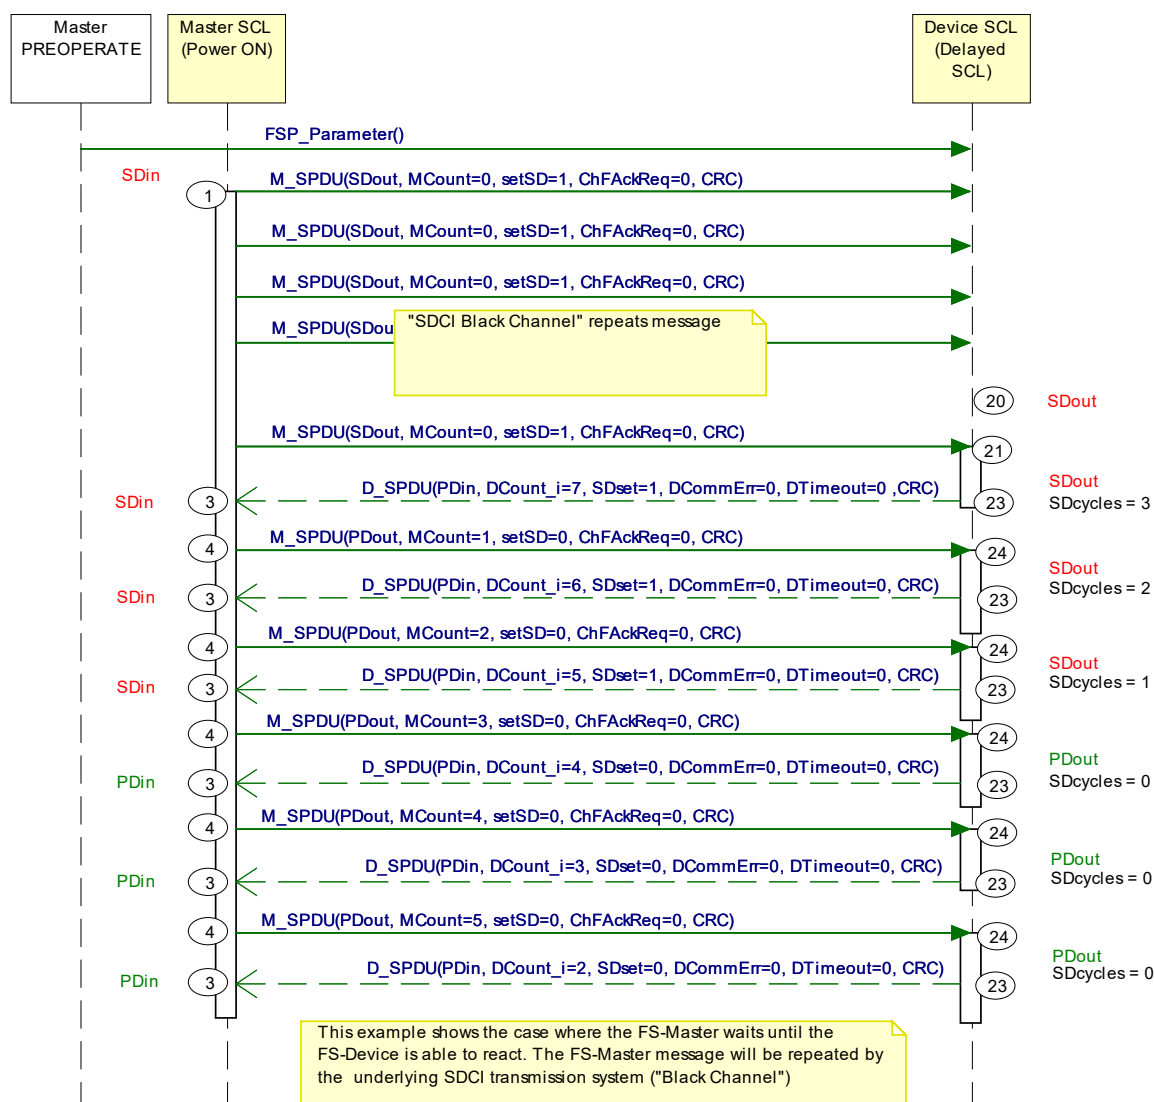 Master
PREOPERATE
Master SCL
(Power ON)
Device SCL
(Delayed
SCL)
FSP_Parameter()
SDin
1
M_SPDU(SDout, MCount=0, setSD=1, ChFAckReq=0, CRC)
M_SPDU(SDout, MCount=0, setSD=1, ChFAckReq=0, CRC)
M_SPDU(SDout, MCount=0, setSD=1, ChFAckReq=0, CRC)
M_SPDU(SDou
"SDCI Black Channel" repeats message
20
SDout
M_SPDU(SDout, MCount=0, setSD=1, ChFAckReq=0, CRC)
21
SDin
3
D_SPDU(PDin, DCount_i=7, SDset=1, DCommErr=0, DTimeout=0 ,CRC)
23
SDout
SDcycles = 3
4
M_SPDU(PDout, MCount=1, setSD=0, ChFAckReq=0, CRC)
24
SDin
3
D_SPDU(PDin, DCount_i=6, SDset=1, DCommErr=0, DTimeout=0, CRC)
23
SDout
SDcycles = 2
4
M_SPDU(PDout, MCount=2, setSD=0, ChFAckReq=0, CRC)
24
SDin
3
D_SPDU(PDin, DCount_i=5, SDset=1, DCommErr=0, DTimeout=0, CRC)
23
SDout
SDcycles = 1
4
M_SPDU(PDout, MCount=3, setSD=0, ChFAckReq=0, CRC)
24
PDin
3
D_SPDU(PDin, DCount_i=4, SDset=0, DCommErr=0, DTimeout=0, CRC)
23
PDout
SDcycles = 0
4
M_SPDU(PDout, MCount=4, setSD=0, ChFAckReq=0, CRC)
24
PDin
3
D_SPDU(PDin, DCount_i=3, SDset=0, DCommErr=0, DTimeout=0, CRC)
23
PDout
SDcycles = 0
4
M_SPDU(PDout, MCount=5, setSD=0, ChFAckReq=0, CRC)
24
PDin
3
D_SPDU(PDin, DCount_i=2, SDset=0, DCommErr=0, DTimeout=0, CRC)
23
PDout
SDcycles = 0
This example shows the case where the FS-Master waits until the
FS-Device is able to react. The FS-Master message will be repeated by
the underlying SDCI transmission system ("Black Channel")